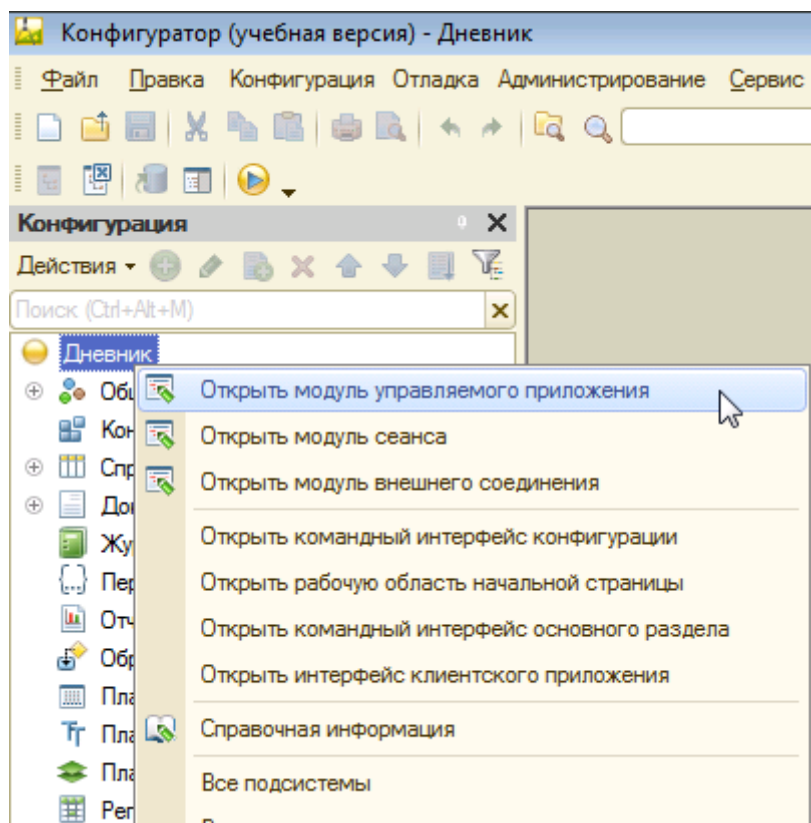 Конфигуратор (учебная версия) - Дневник
Файл Правка Конфигурация Отладка Администрирование Сервис
Конфигурация
Действия
Поиск (Ctrl+Alt+M)
Дневник
Открыть модуль управляемого приложения
Открыть модуль сеанса
Открыть модуль внешнего соединения
Открыть командный интерфейс конфигурации
Открыть рабочую область начальной страницы
Открыть командный интерфейс основного раздела
Открыть интерфейс клиентского приложения
Справочная информация
Все подсистемы